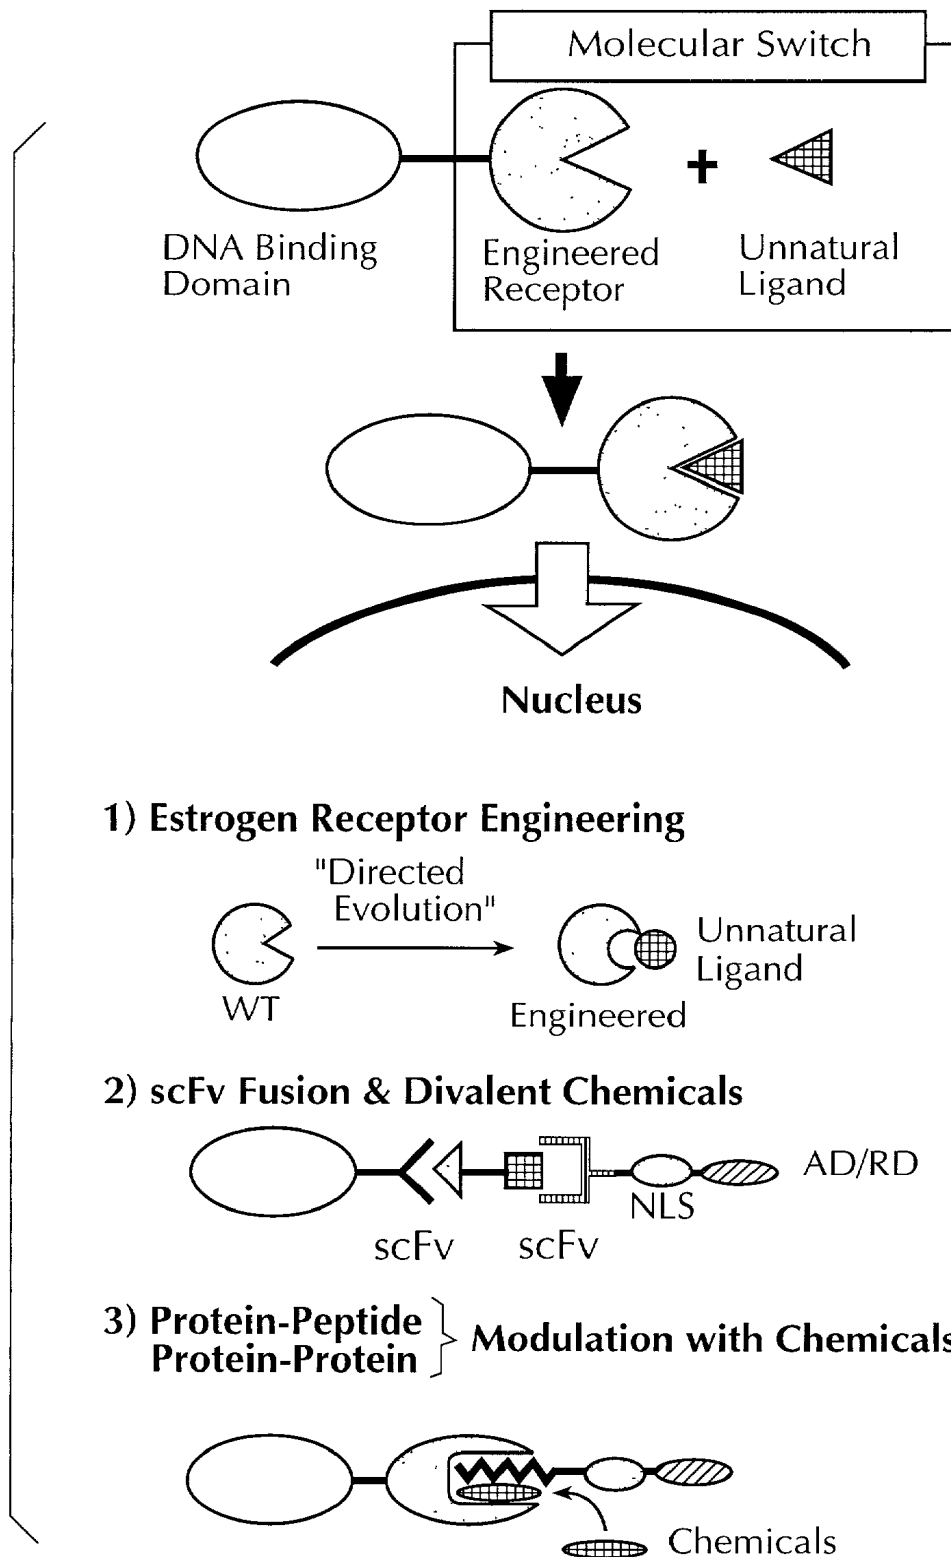 Molecular Switch
+
DNA Binding
Domain
Engineered
Receptor
Unnatural
Ligand
Nucleus
1) Estrogen Receptor Engineering
"Directed
Evolution"
WT
Engineered
Unnatural
Ligand
2) scFv Fusion & Divalent Chemicals
AD/RD
NLS
scFv
scFv
3) Protein-Peptide
Protein-Protein
Modulation with Chemicals
Chemicals